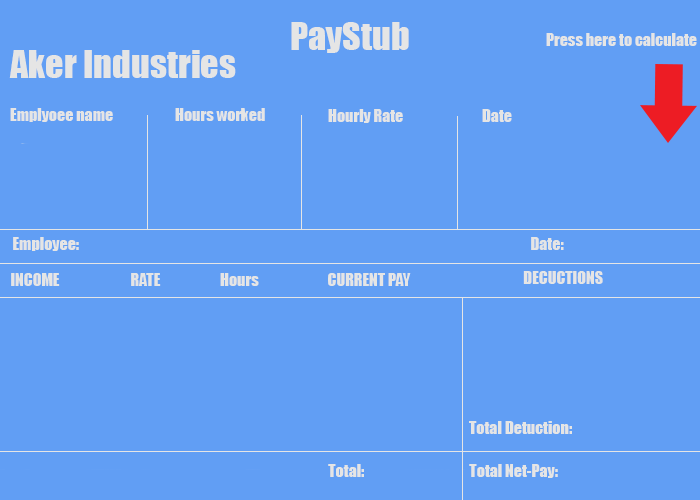 PayStub
Press here to calculate
Aker Industries
Emplyoee name Hours worked Hourly Rate Date
Employee: Date:
INCOME RATE Hours CURRENT PAY DECUCTIONS
Total Detuction:
Total: Total Net-Pay: